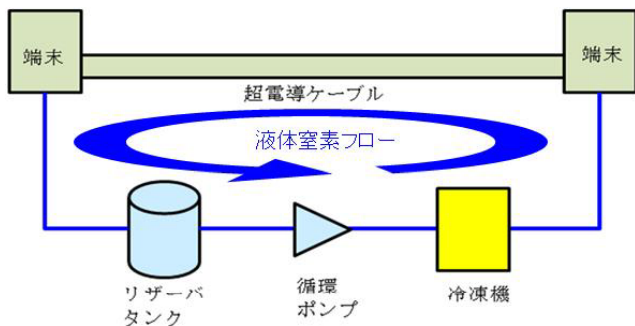 端末
端末
超電導ケーブル
液体窒素フロー
リザーバ
タンク
循環
ポンプ
冷凍機